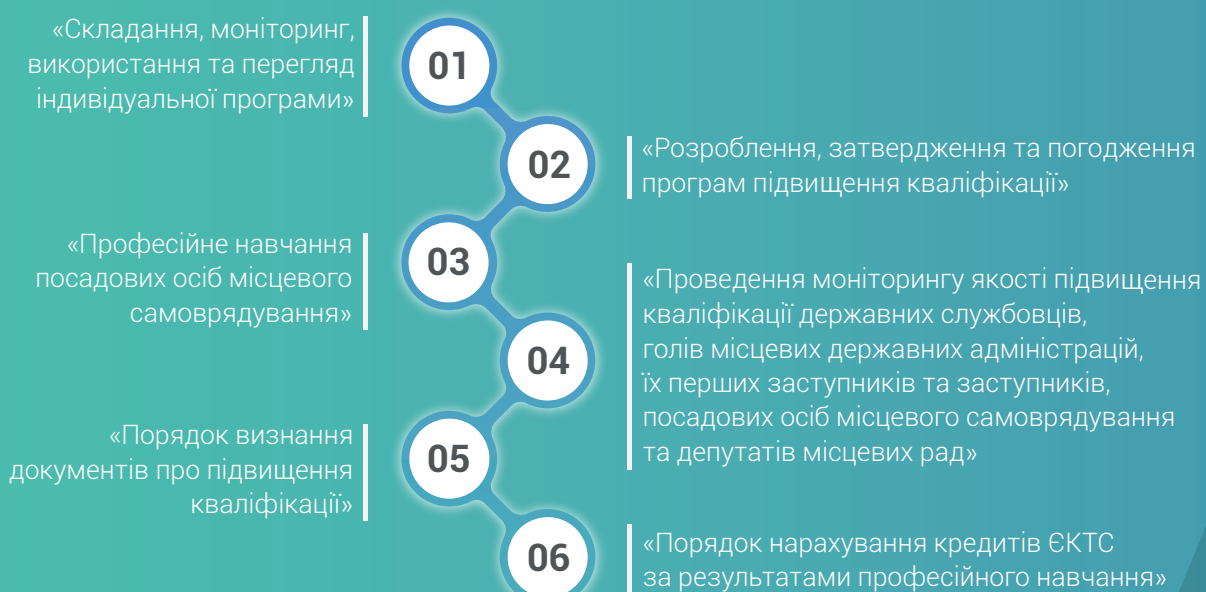 «Складання, моніторинг,
використання та перегляд
індивідуальної програми»
01
02
«Розроблення, затвердження та погодження
програм підвищення кваліфікації»
«Професійне навчання
посадових осіб місцевого
самоврядування»
03
«Проведення моніторингу якості підвищення
кваліфікації державних службовців,
голів місцевих державних адміністрацій,
їх перших заступників та заступників,
посадових осіб місцевого самоврядування
та депутатів місцевих рад»
04
«Порядок визнання
документів про підвищення
кваліфікації»
05
06
«Порядок нарахування кредитів ЄКТС
за результатами професійного навчання»